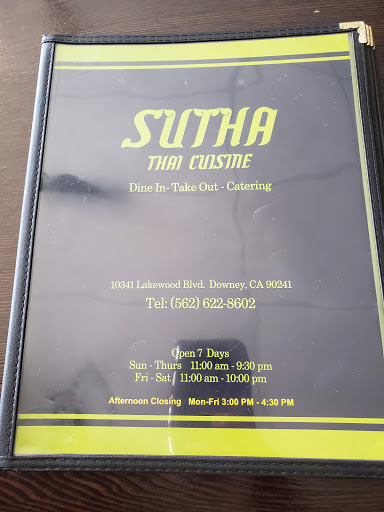 SUTHA
THAI CUISINE
Dine In- Take Out - Catering
10341 Lakewood Blvd. Downey, CA 90241
Tel: (562) 622-8602
Open 7 Days
Sun - Thurs 11:00 am - 9:30 pm
Fri - Sat 11:00 am - 10:00 pm
Afternoon Closing Mon-Fri 3:00 PM - 4:30 PM